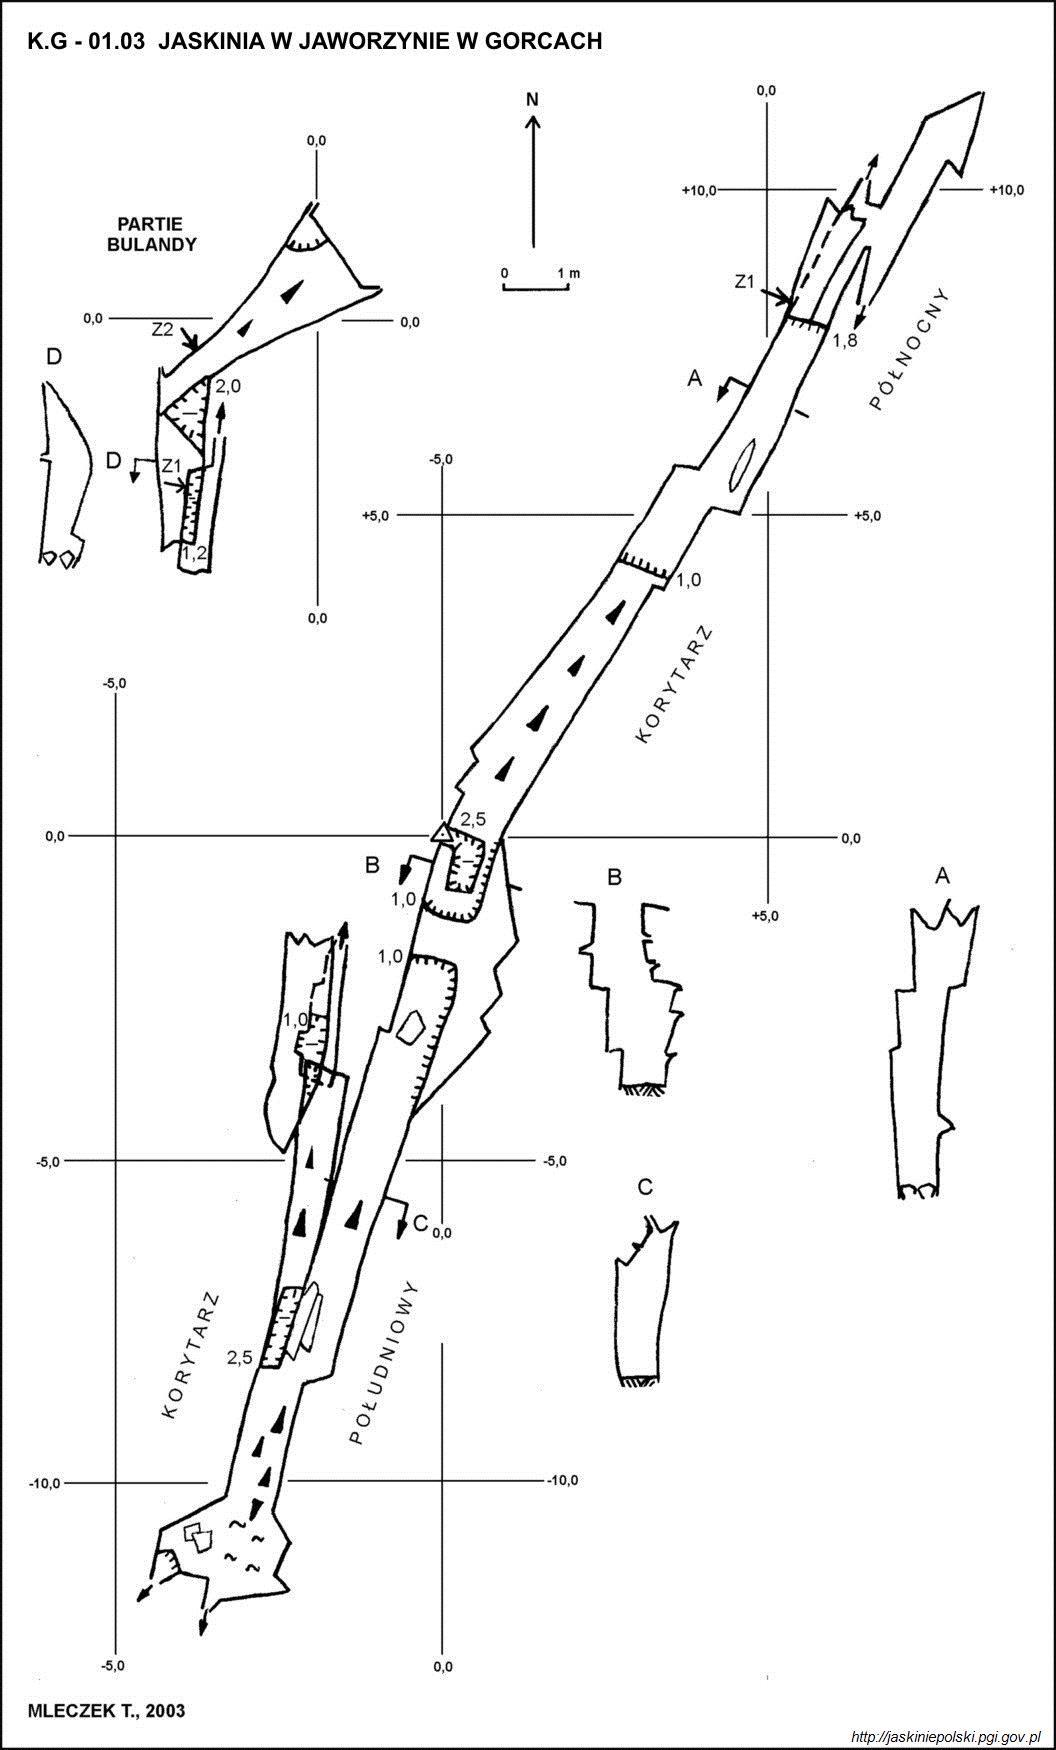 K.G - 01.03 JASKINIA W JAWORZYNIE W GORCACH
0,0
N
0,0
+10,0
+10,0
PARTIE
BULANDY
0 1 m
Z1
0,0
Z2
0,0
1,8
PÓŁNOCNY
D
A
2,0
D
Z1
-5,0
+5,0
+5,0
1,2
1,0
0,0
KORYTARZ
-5,0
2,5
0,0
0,0
B
B
A
1,0
+5,0
1,0
1,0
-5,0
-5,0
C
C
0,0
KORYTARZ
POŁUDNIOWY
2,5
-10,0
-10,0
-5,0
0,0
MLECZEK T., 2003
http://jaskiniepolski.pgi.gov.pl